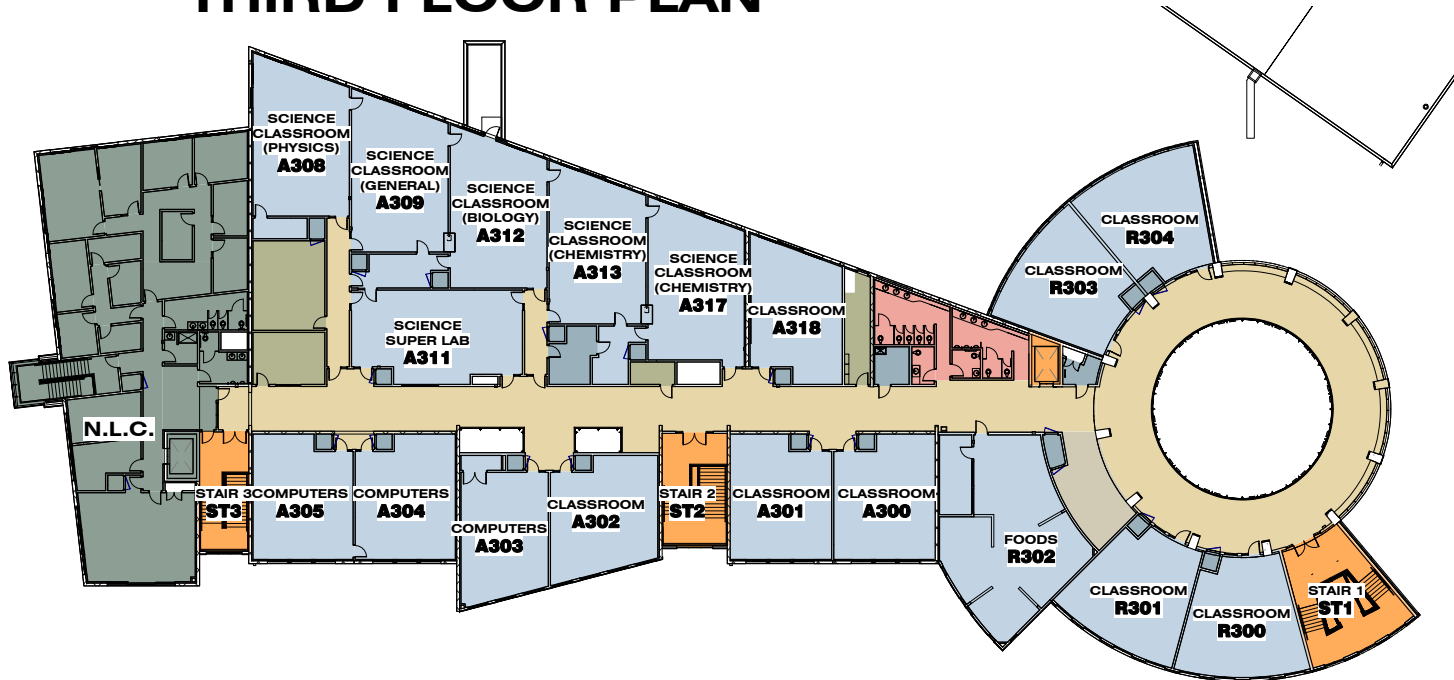 THIRD FLOOR PLAN
SCIENCE
CLASSROOM
(PHYSICS)
A308
SCIENCE
CLASSROOM
(GENERAL)
A309
SCIENCE
CLASSROOM
(BIOLOGY)
A312
SCIENCE
CLASSROOM
(CHEMISTRY)
A313
SCIENCE
CLASSROOM
(CHEMISTRY)
A317
CLASSROOM
A318
SCIENCE
SUPER LAB
A311
CLASSROOM
R304
CLASSROOM
R303
N.L.C.
STAIR 3
ST3
COMPUTERS
A305
COMPUTERS
A304
COMPUTERS
A303
CLASSROOM
A302
STAIR 2
ST2
CLASSROOM
A301
CLASSROOM
A300
FOODS
R302
CLASSROOM
R301
CLASSROOM
R300
STAIR 1
ST1